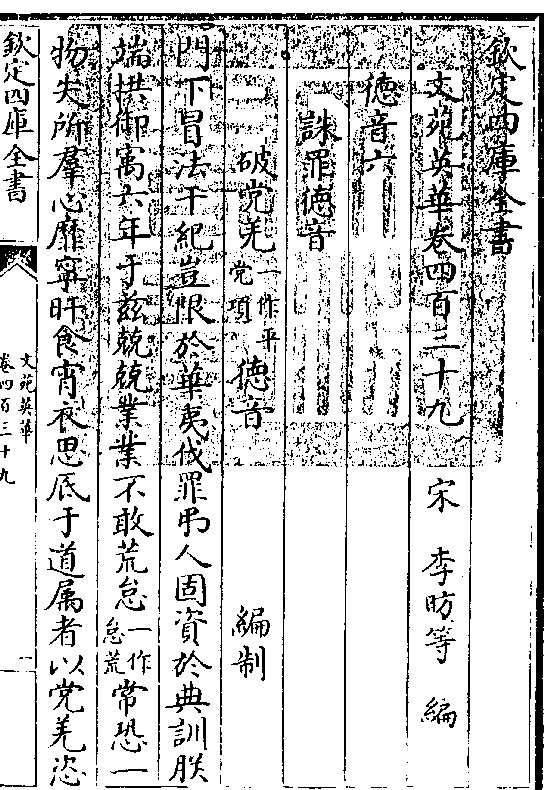 欽定四庫全書
文苑英華卷四百三十九
宋 李昉等 編
德音六
誅罪德音
破党羌一作平党項德音 編制
門下冒法干紀豈限於華夷伐罪弔人固資於典訓朕
端拱御㝢六年于兹兢兢業業不敢荒怠一作怠荒常恐一
物失所羣心靡寧旰食宵衣思底于道属者以党羌恣
欽定四庫全書
文苑英華
卷四百三十九
一